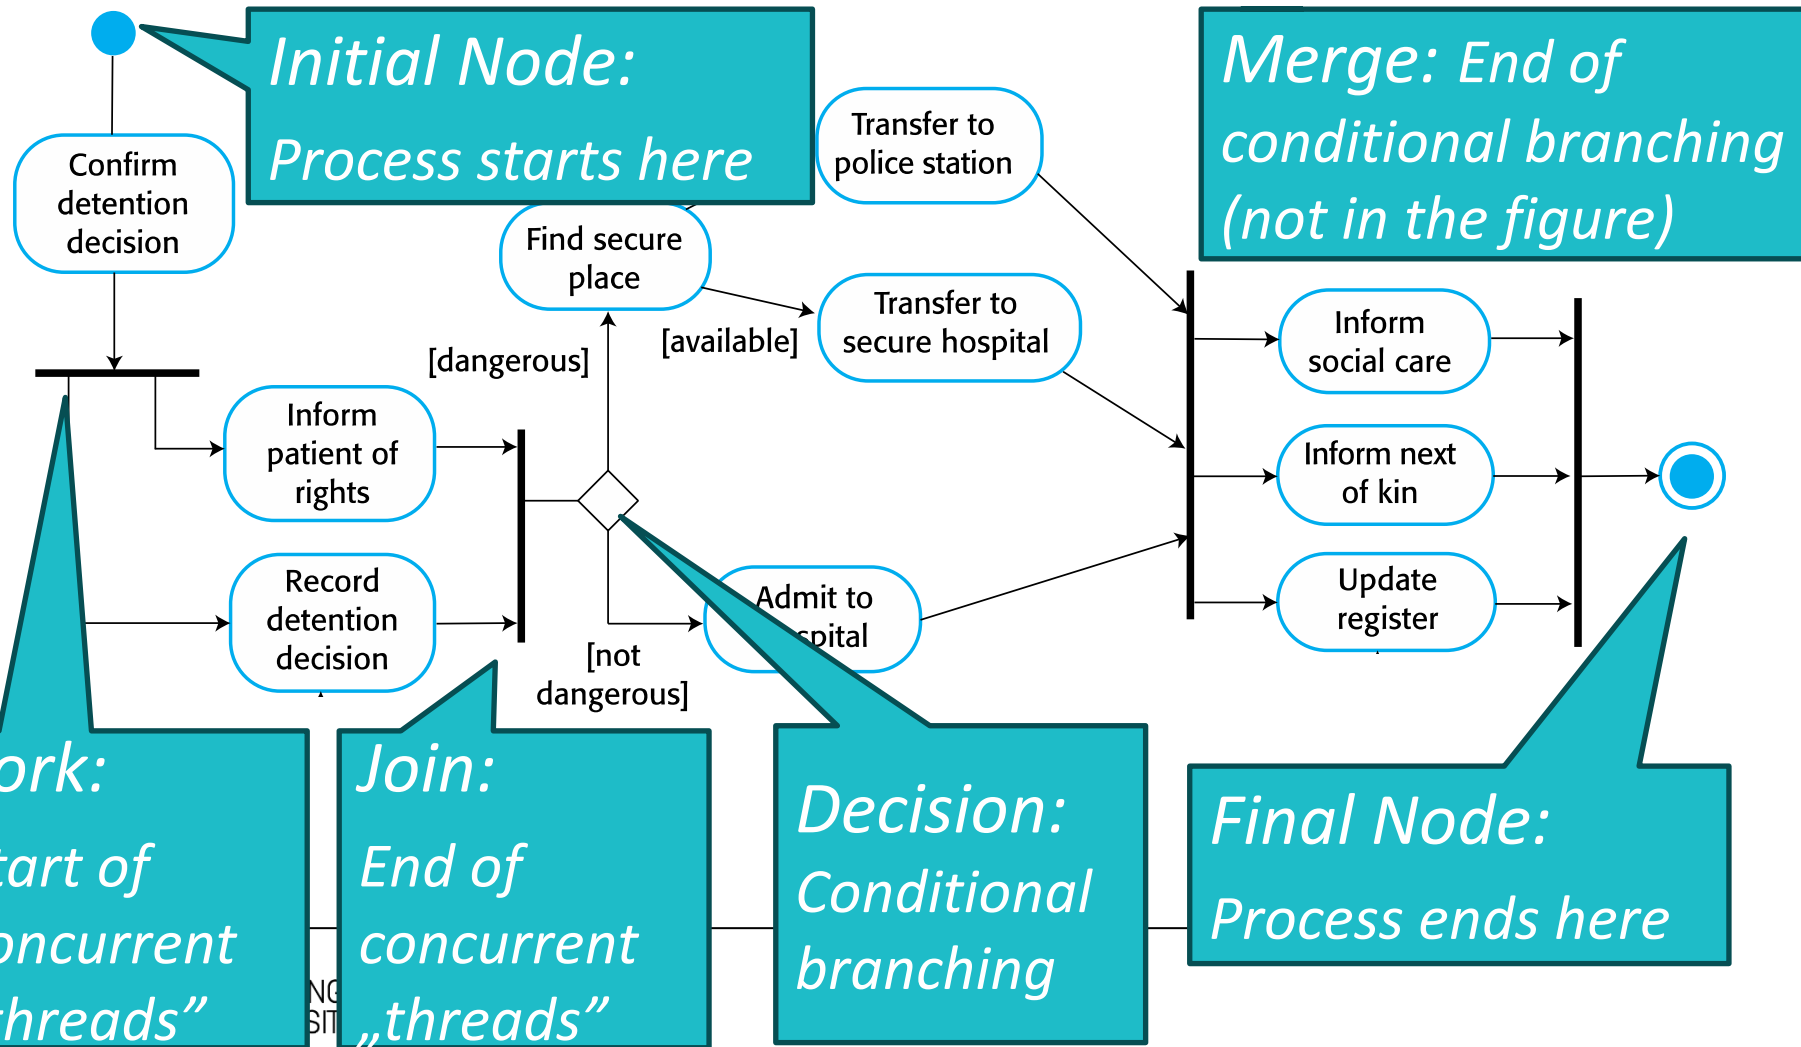 Initial Node:
Process starts here
Merge: End of
conditional branching
(not in the figure)
Confirm
detention
decision
Transfer to
police station
Find secure
place
Transfer to
secure hospital
[dangerous]
[available]
Inform
social care
Inform
patient of
rights
Inform next
of kin
Record
detention
decision
[not
dangerous]
Admit to
spital
Update
register
ork:
tart of
oncurrent
threads”
Join:
End of
concurrent
„threads”
Decision:
Conditional
branching
Final Node:
Process ends here
NG
SIT